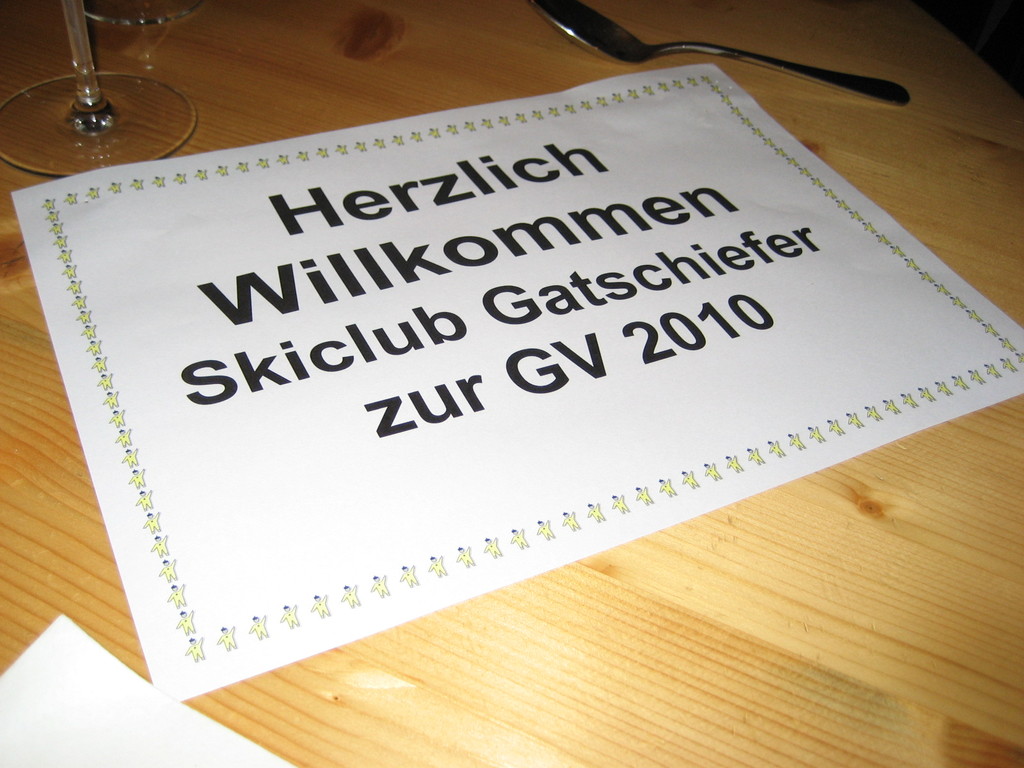 Herzlich
Willkommen
Skiclub Gatschiefer
zur GV 2010